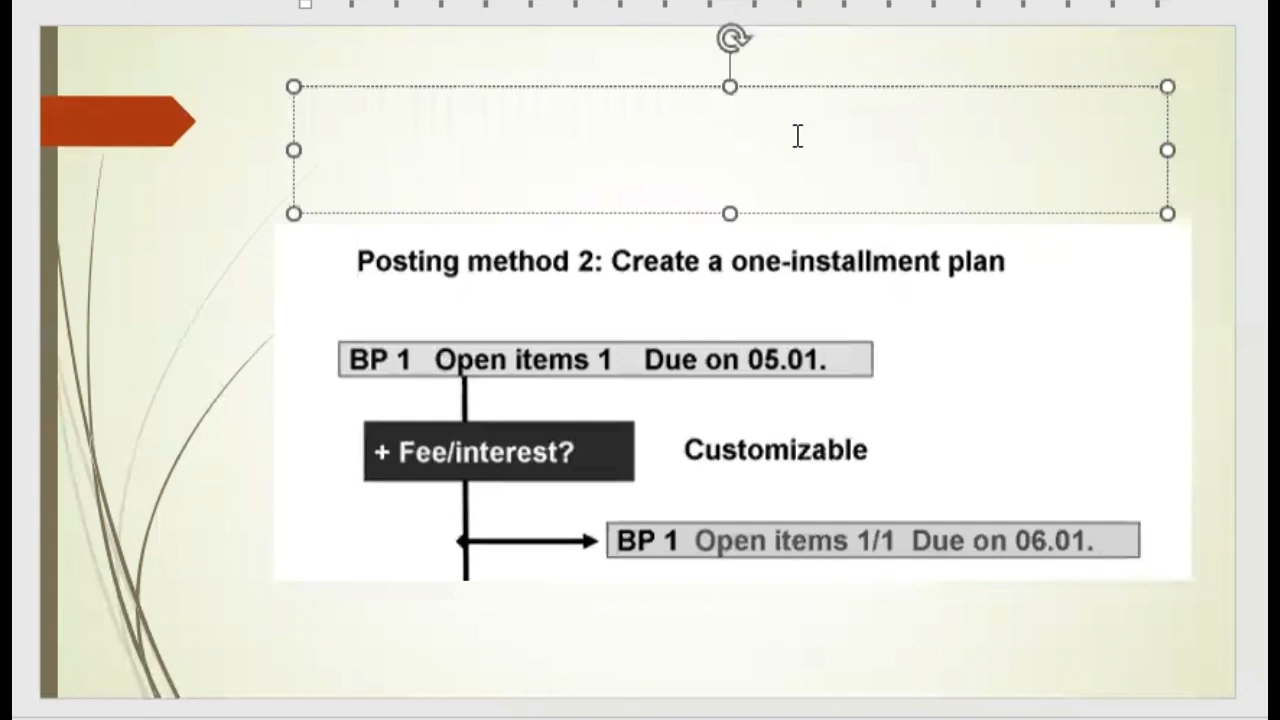 Posting method 2: Create a one-installment plan
BP 1 Open items 1 Due on 05.01.
+ Fee/interest? Customizable
BP 1 Open items 1/1 Due on 06.01.